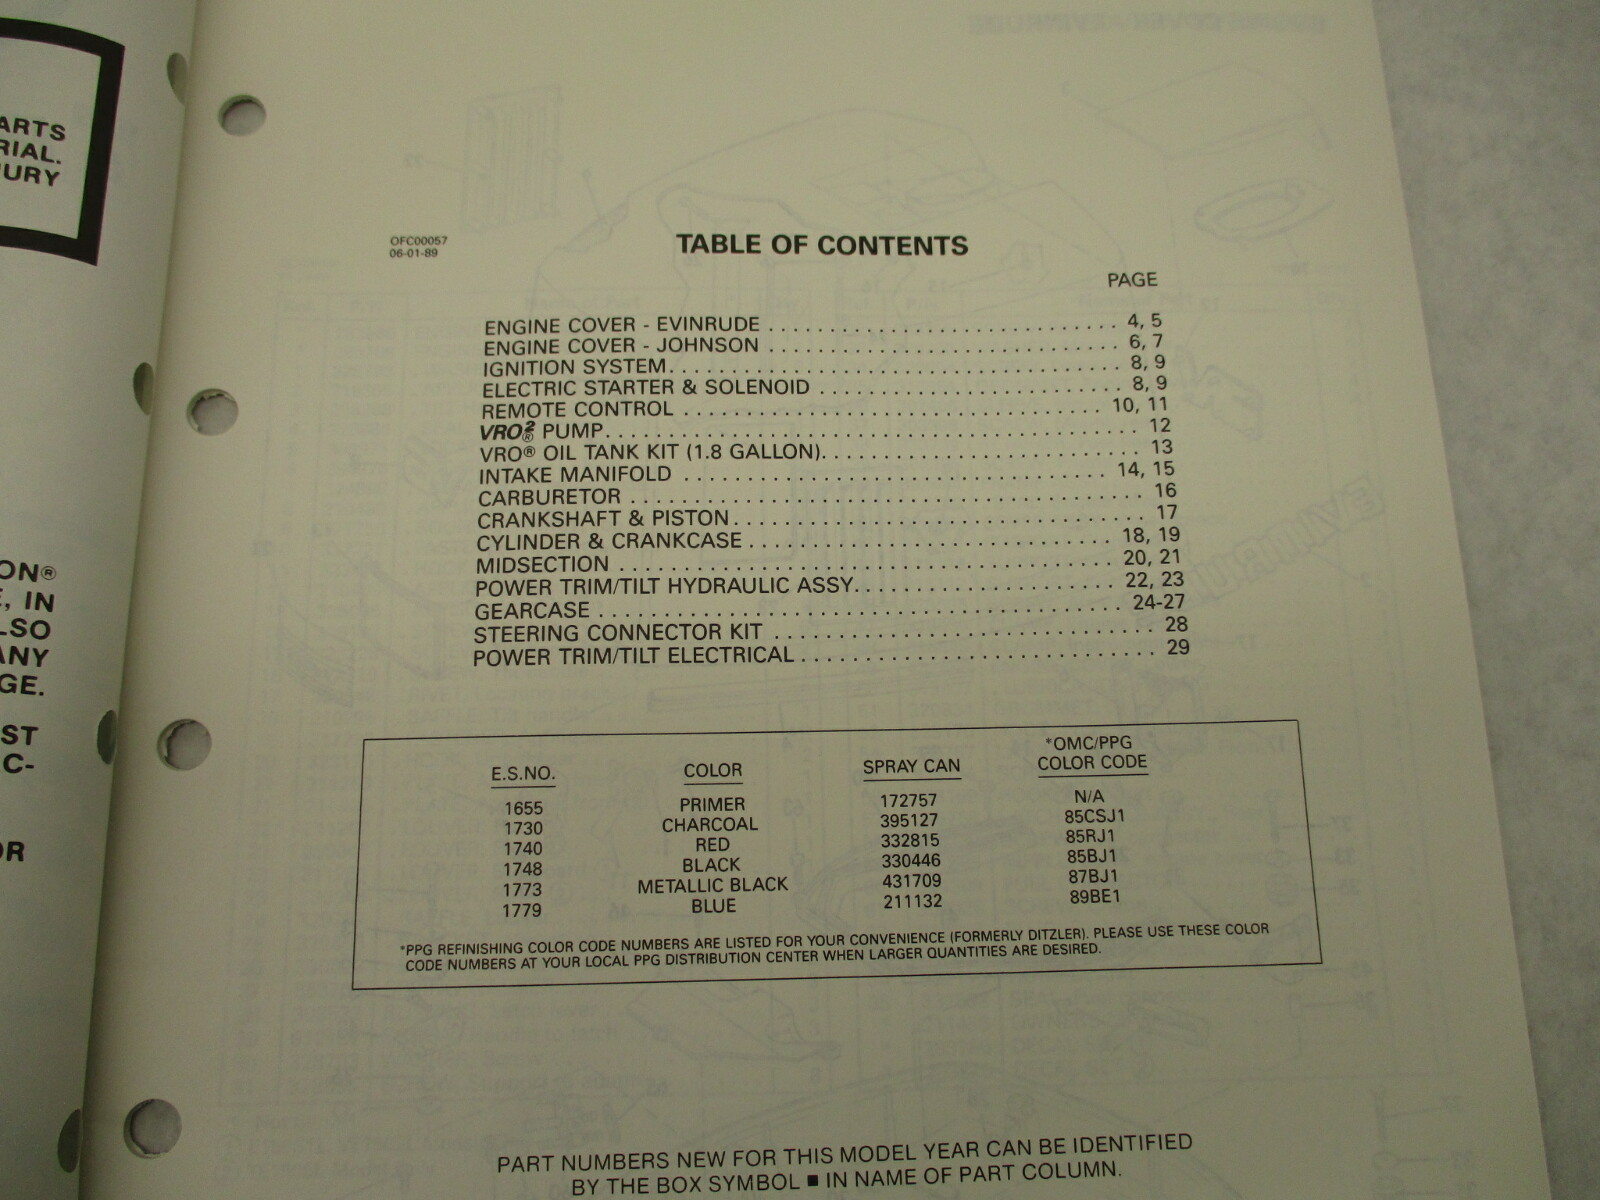 ARTS
RIAL.
JURY
ON®
E, IN
LSO
ANY
GE.
ST
C-
OR
OFC00057
06-01-89
TABLE OF CONTENTS
PAGE
ENGINE COVER - EVINRUDE . . . . . . . . . . . . . . . . . . . . . . . . . . . . 4, 5
ENGINE COVER - JOHNSON . . . . . . . . . . . . . . . . . . . . . . . . . . . . 6, 7
IGNITION SYSTEM. . . . . . . . . . . . . . . . . . . . . . . . . . . . . . . . . . . . 8, 9
ELECTRIC STARTER & SOLENOID . . . . . . . . . . . . . . . . . . . . . . . . 8, 9
REMOTE CONTROL . . . . . . . . . . . . . . . . . . . . . . . . . . . . . . . . . 10, 11
VRO2® PUMP. . . . . . . . . . . . . . . . . . . . . . . . . . . . . . . . . . . . . . . . . . . 12
VRO® OIL TANK KIT (1.8 GALLON). . . . . . . . . . . . . . . . . . . . . . . . . . 13
INTAKE MANIFOLD . . . . . . . . . . . . . . . . . . . . . . . . . . . . . . . . . . 14, 15
CARBURETOR . . . . . . . . . . . . . . . . . . . . . . . . . . . . . . . . . . . . . . . . . 16
CRANKSHAFT & PISTON. . . . . . . . . . . . . . . . . . . . . . . . . . . . . . . . . 17
CYLINDER & CRANKCASE . . . . . . . . . . . . . . . . . . . . . . . . . . . . . 18, 19
MIDSECTION . . . . . . . . . . . . . . . . . . . . . . . . . . . . . . . . . . . . . . . . 20, 21
POWER TRIM/TILT HYDRAULIC ASSY. . . . . . . . . . . . . . . . . . . . . 22, 23
GEARCASE . . . . . . . . . . . . . . . . . . . . . . . . . . . . . . . . . . . . . . . . . . 24-27
STEERING CONNECTOR KIT . . . . . . . . . . . . . . . . . . . . . . . . . . . . . . . 28
POWER TRIM/TILT ELECTRICAL . . . . . . . . . . . . . . . . . . . . . . . . . . . . . 29
E.S.NO. COLOR SPRAY CAN *OMC/PPG COLOR CODE
1655 PRIMER 172757 N/A
1730 CHARCOAL 395127 85CSJ1
1740 RED 332815 85RJ1
1748 BLACK 330446 85BJ1
1773 METALLIC BLACK 431709 87BJ1
1779 BLUE 211132 89BE1
*PPG REFINISHING COLOR CODE NUMBERS ARE LISTED FOR YOUR CONVENIENCE (FORMERLY DITZLER). PLEASE USE THESE COLOR
CODE NUMBERS AT YOUR LOCAL PPG DISTRIBUTION CENTER WHEN LARGER QUANTITIES ARE DESIRED.
PART NUMBERS NEW FOR THIS MODEL YEAR CAN BE IDENTIFIED
BY THE BOX SYMBOL ■ IN NAME OF PART COLUMN.